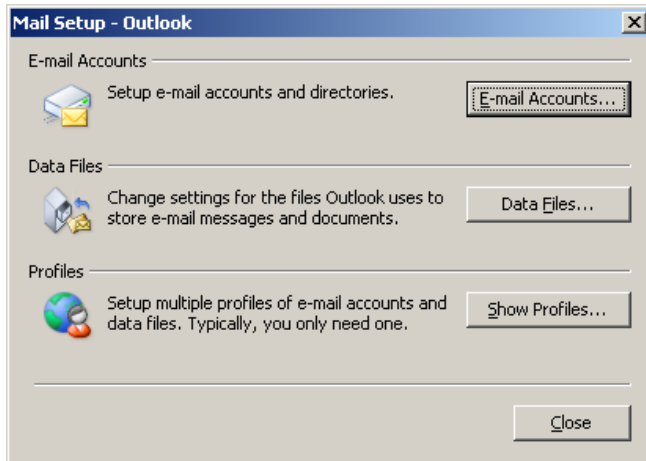 Mail Setup - Outlook
E-mail Accounts
Setup e-mail accounts and directories.
E-mail Accounts...
Data Files
Change settings for the files Outlook uses to
store e-mail messages and documents.
Data Files...
Profiles
Setup multiple profiles of e-mail accounts and
data files. Typically, you only need one.
Show Profiles...
Close